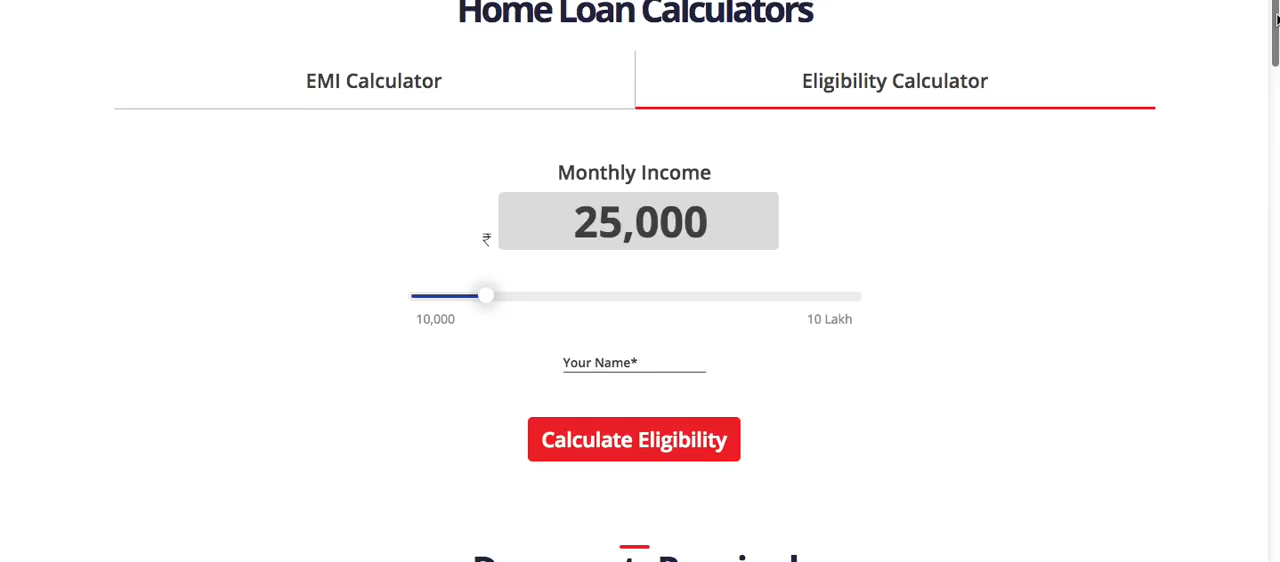 Home Loan Calculators
EMI Calculator Eligibility Calculator
Monthly Income
₹ 25,000
10,000 10 Lakh
Your Name*
Calculate Eligibility